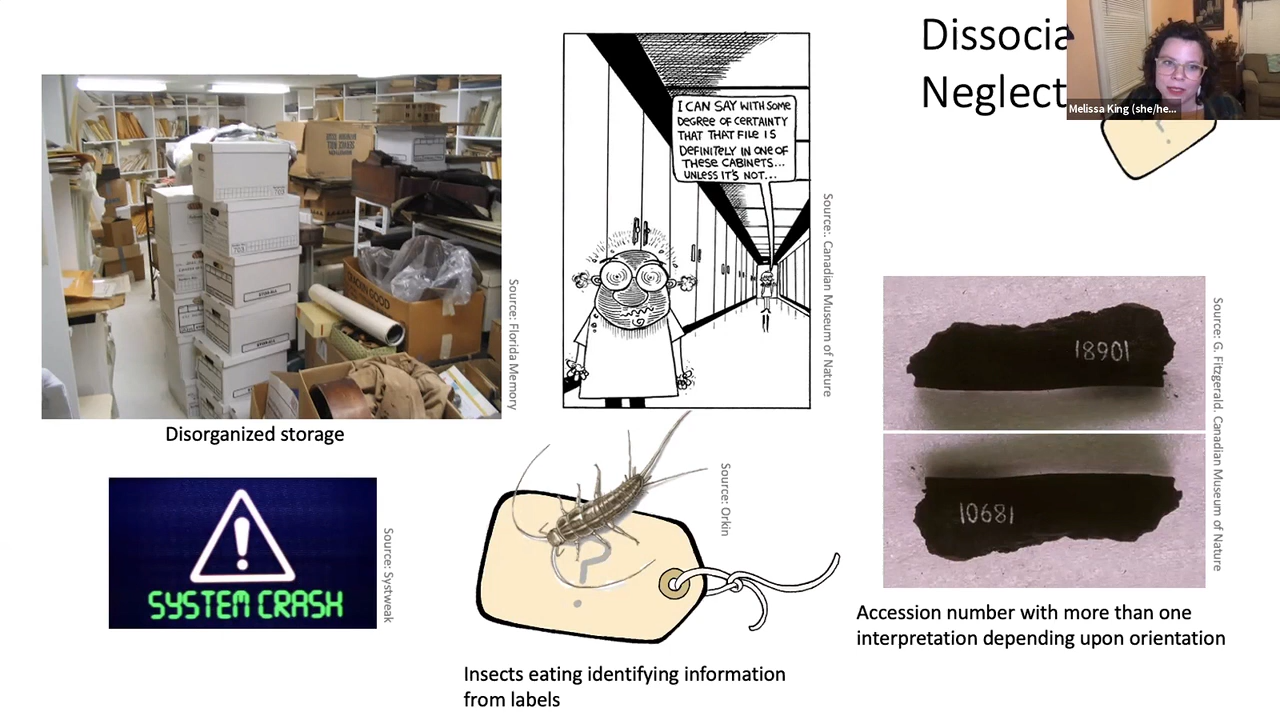 Dissocia
Neglect
Melissa King (she/he...
I CAN SAY WITH SOME
DEGREE OF CERTAINTY
THAT THAT FILE IS
DEFINITELY IN ONE OF
THESE CABINETS...
UNLESS IT'S NOT...
Source: Florida Memory
Source:. Canadian Museum of Nature
Disorganized storage
18901
10681
Source: G. Fitzgerald. Canadian Museum of Nature
SYSTEM CRASH
Source: Systweak
?
Source: Orkin
Accession number with more than one
interpretation depending upon orientation
Insects eating identifying information
from labels